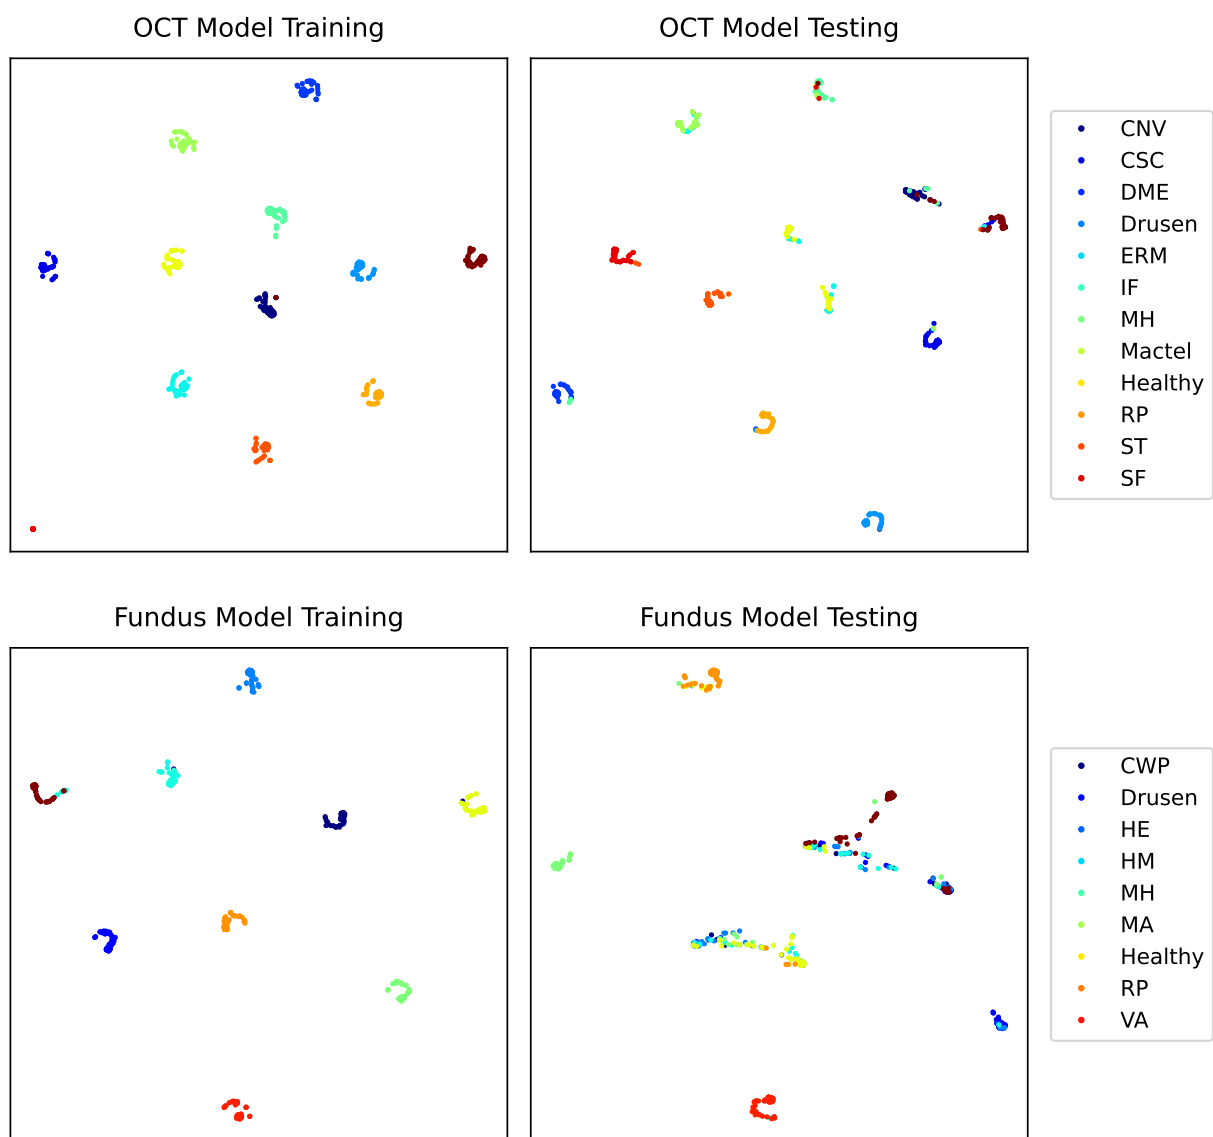 OCT Model Training
OCT Model Testing
CNV
CSC
DME
Drusen
ERM
IF
MH
Mactel
Healthy
RP
ST
SF
Fundus Model Training
Fundus Model Testing
CWP
Drusen
HE
HM
MH
MA
Healthy
RP
VA